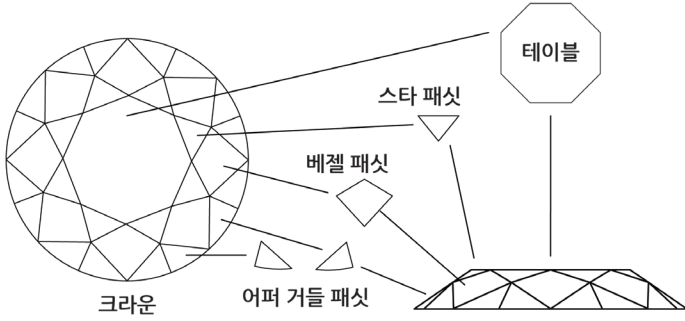 테이블
스타 패싯
베젤 패싯
어퍼 거들 패싯
크라운